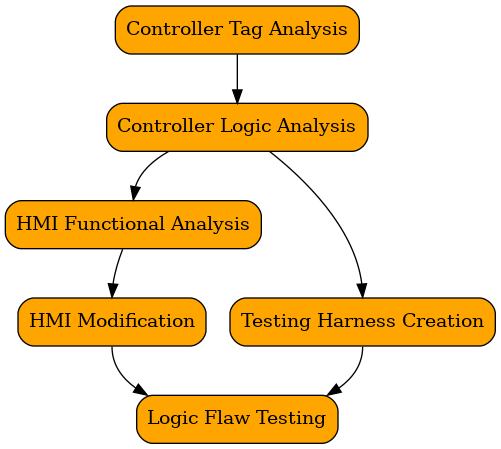 Controller Tag Analysis
Controller Logic Analysis
HMI Functional Analysis
HMI Modification
Testing Harness Creation
Logic Flaw Testing